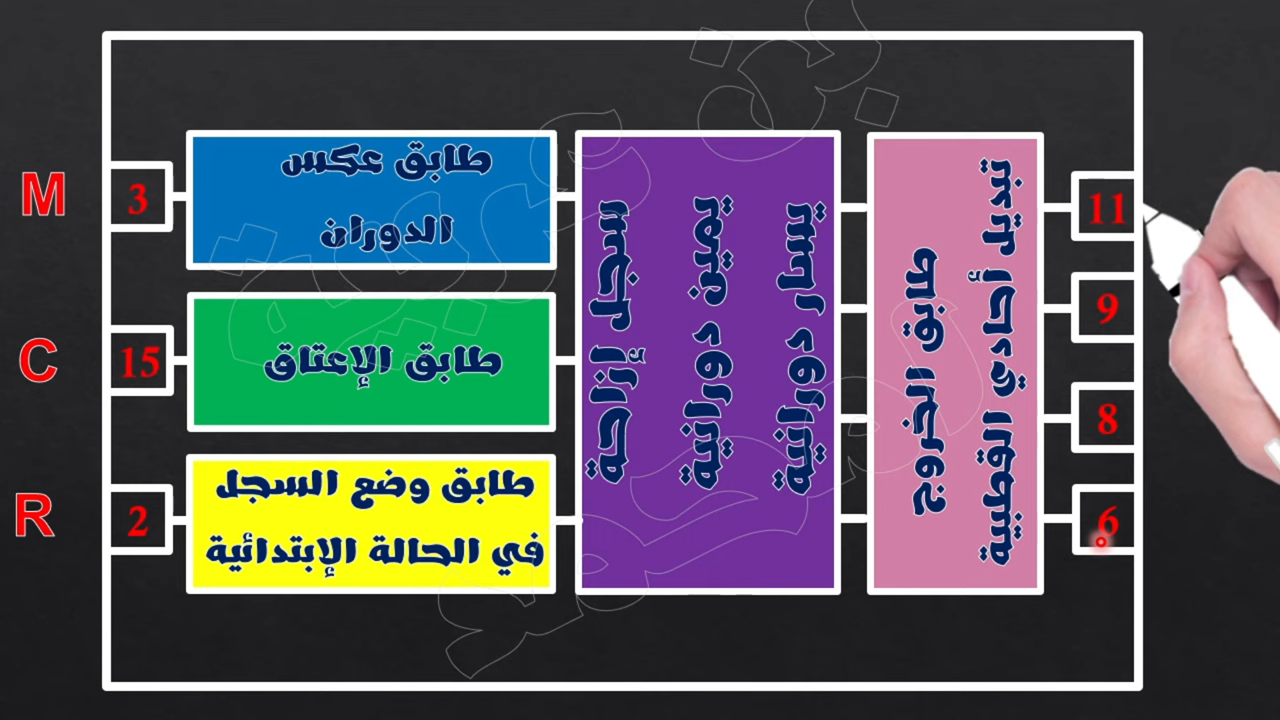 M
3
طابق عكس
الدوران
C
15
طابق الإعتاق
R
2
طابق وضع السجل
في الحالة الإبتدائية
سجل إزاحة
يمين دورانية
يسار دورانية
طابق الخروج
تبديل أحادي القطبية
11
9
8
6